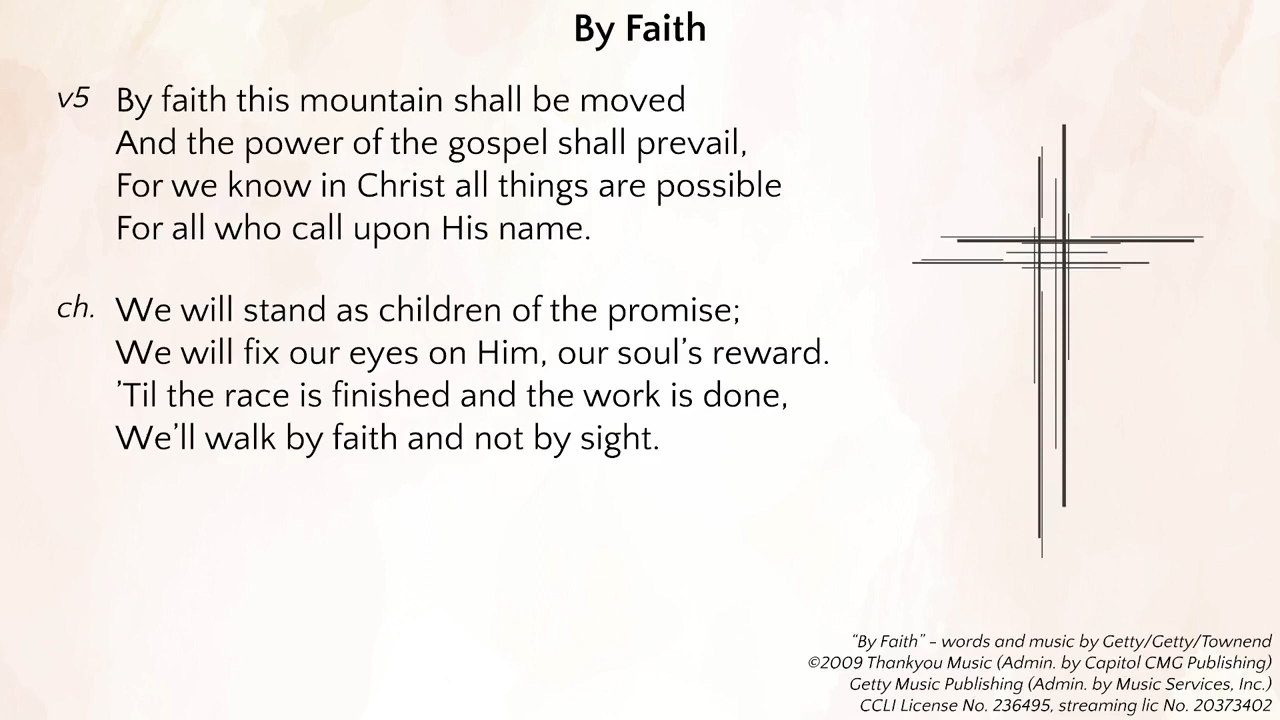 By Faith
v5 By faith this mountain shall be moved
And the power of the gospel shall prevail,
For we know in Christ all things are possible
For all who call upon His name.
ch. We will stand as children of the promise;
We will fix our eyes on Him, our soul’s reward.
’Til the race is finished and the work is done,
We’ll walk by faith and not by sight.
“By Faith” - words and music by Getty/Getty/Townend
©2009 Thankyou Music (Admin. by Capitol CMG Publishing)
Getty Music Publishing (Admin. by Music Services, Inc.)
CCLI License No. 236495, streaming lic No. 20373402